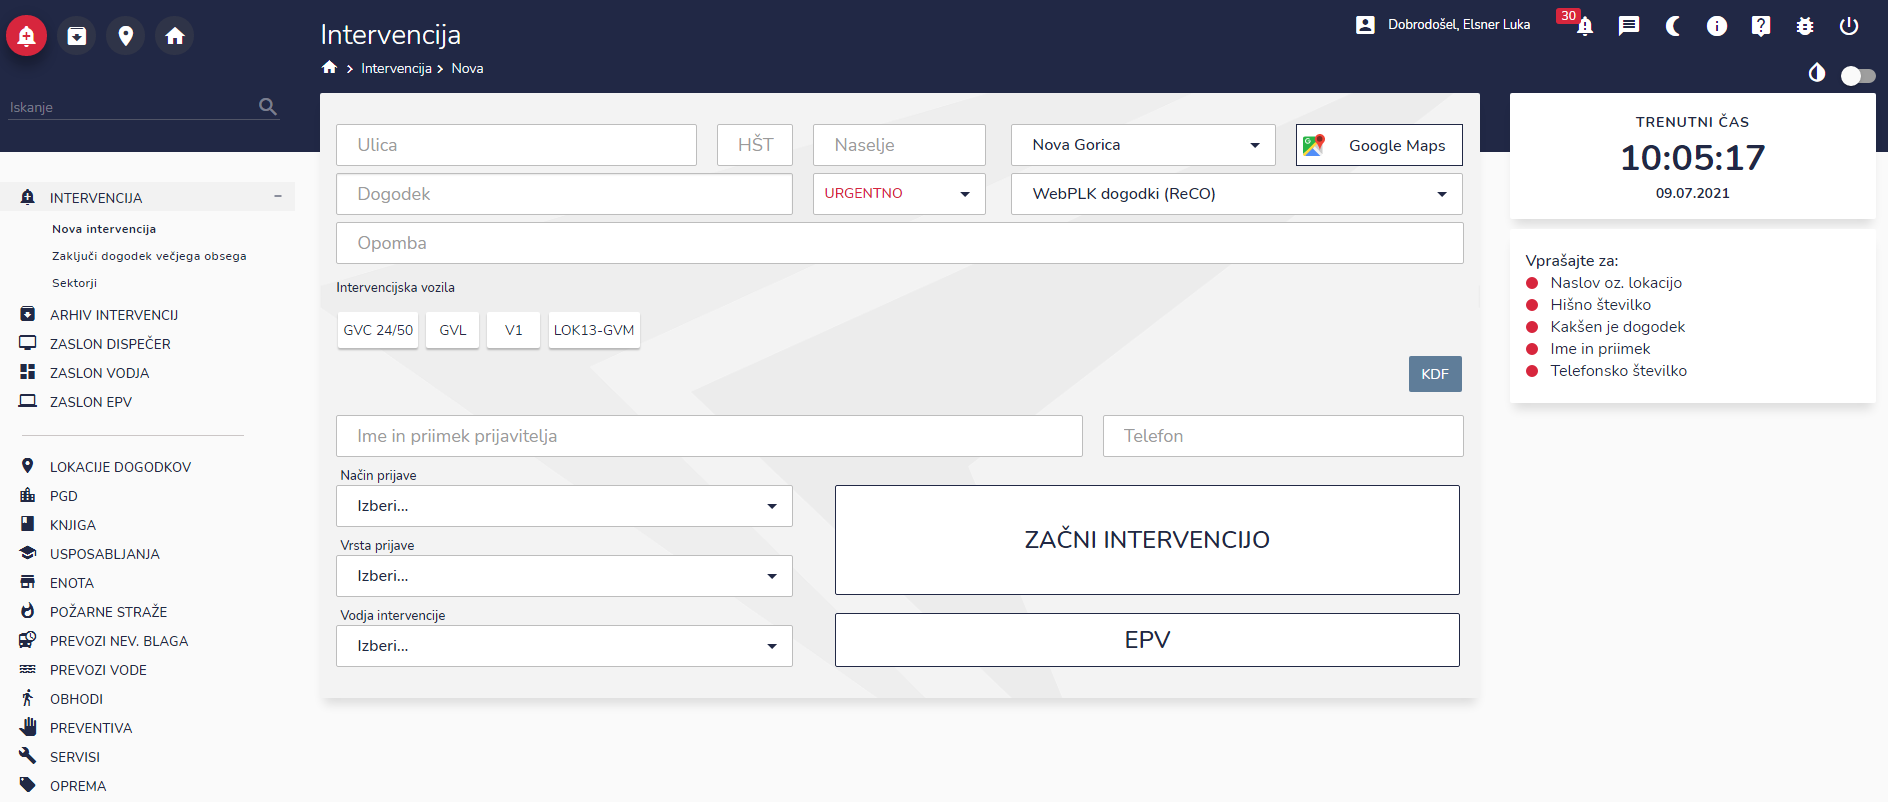 Intervencija
Intervencija
Nova
Dobrodošel, Elsner Luka
30
Iskanje
INTERVENCIJA
Nova intervencija
Zaključi dogodek večjega obsega
Sektorji
ARHIV INTERVENCIJ
ZASLON DISPEČER
ZASLON VODJA
ZASLON EPV
LOKACIJE DOGODKOV
PGD
KNJIGA
USPOSABLJANJA
ENOTA
POŽARNE STRAŽE
PREVOZI NEV. BLAGA
PREVOZI VODE
OBHODI
PREVENTIVA
SERVISI
OPREMA
Ulica
HŠT
Naselje
Nova Gorica
Google Maps
Dogodek
URGENTNO
WebPLK dogodki (ReCO)
Opomba
Intervencijska vozila
GVC 24/50
GVL
V1
LOK13-GVM
KDF
Ime in priimek prijavitelja
Telefon
Način prijave
Izberi...
Vrsta prijave
Izberi...
Vodja intervencije
Izberi...
ZAČNI INTERVENCIJO
EPV
TRENUTNI ČAS
10:05:17
09.07.2021
Vprašajte za:
Naslov oz. lokacijo
Hišno številko
Kakšen je dogodek
Ime in priimek
Telefonsko številko